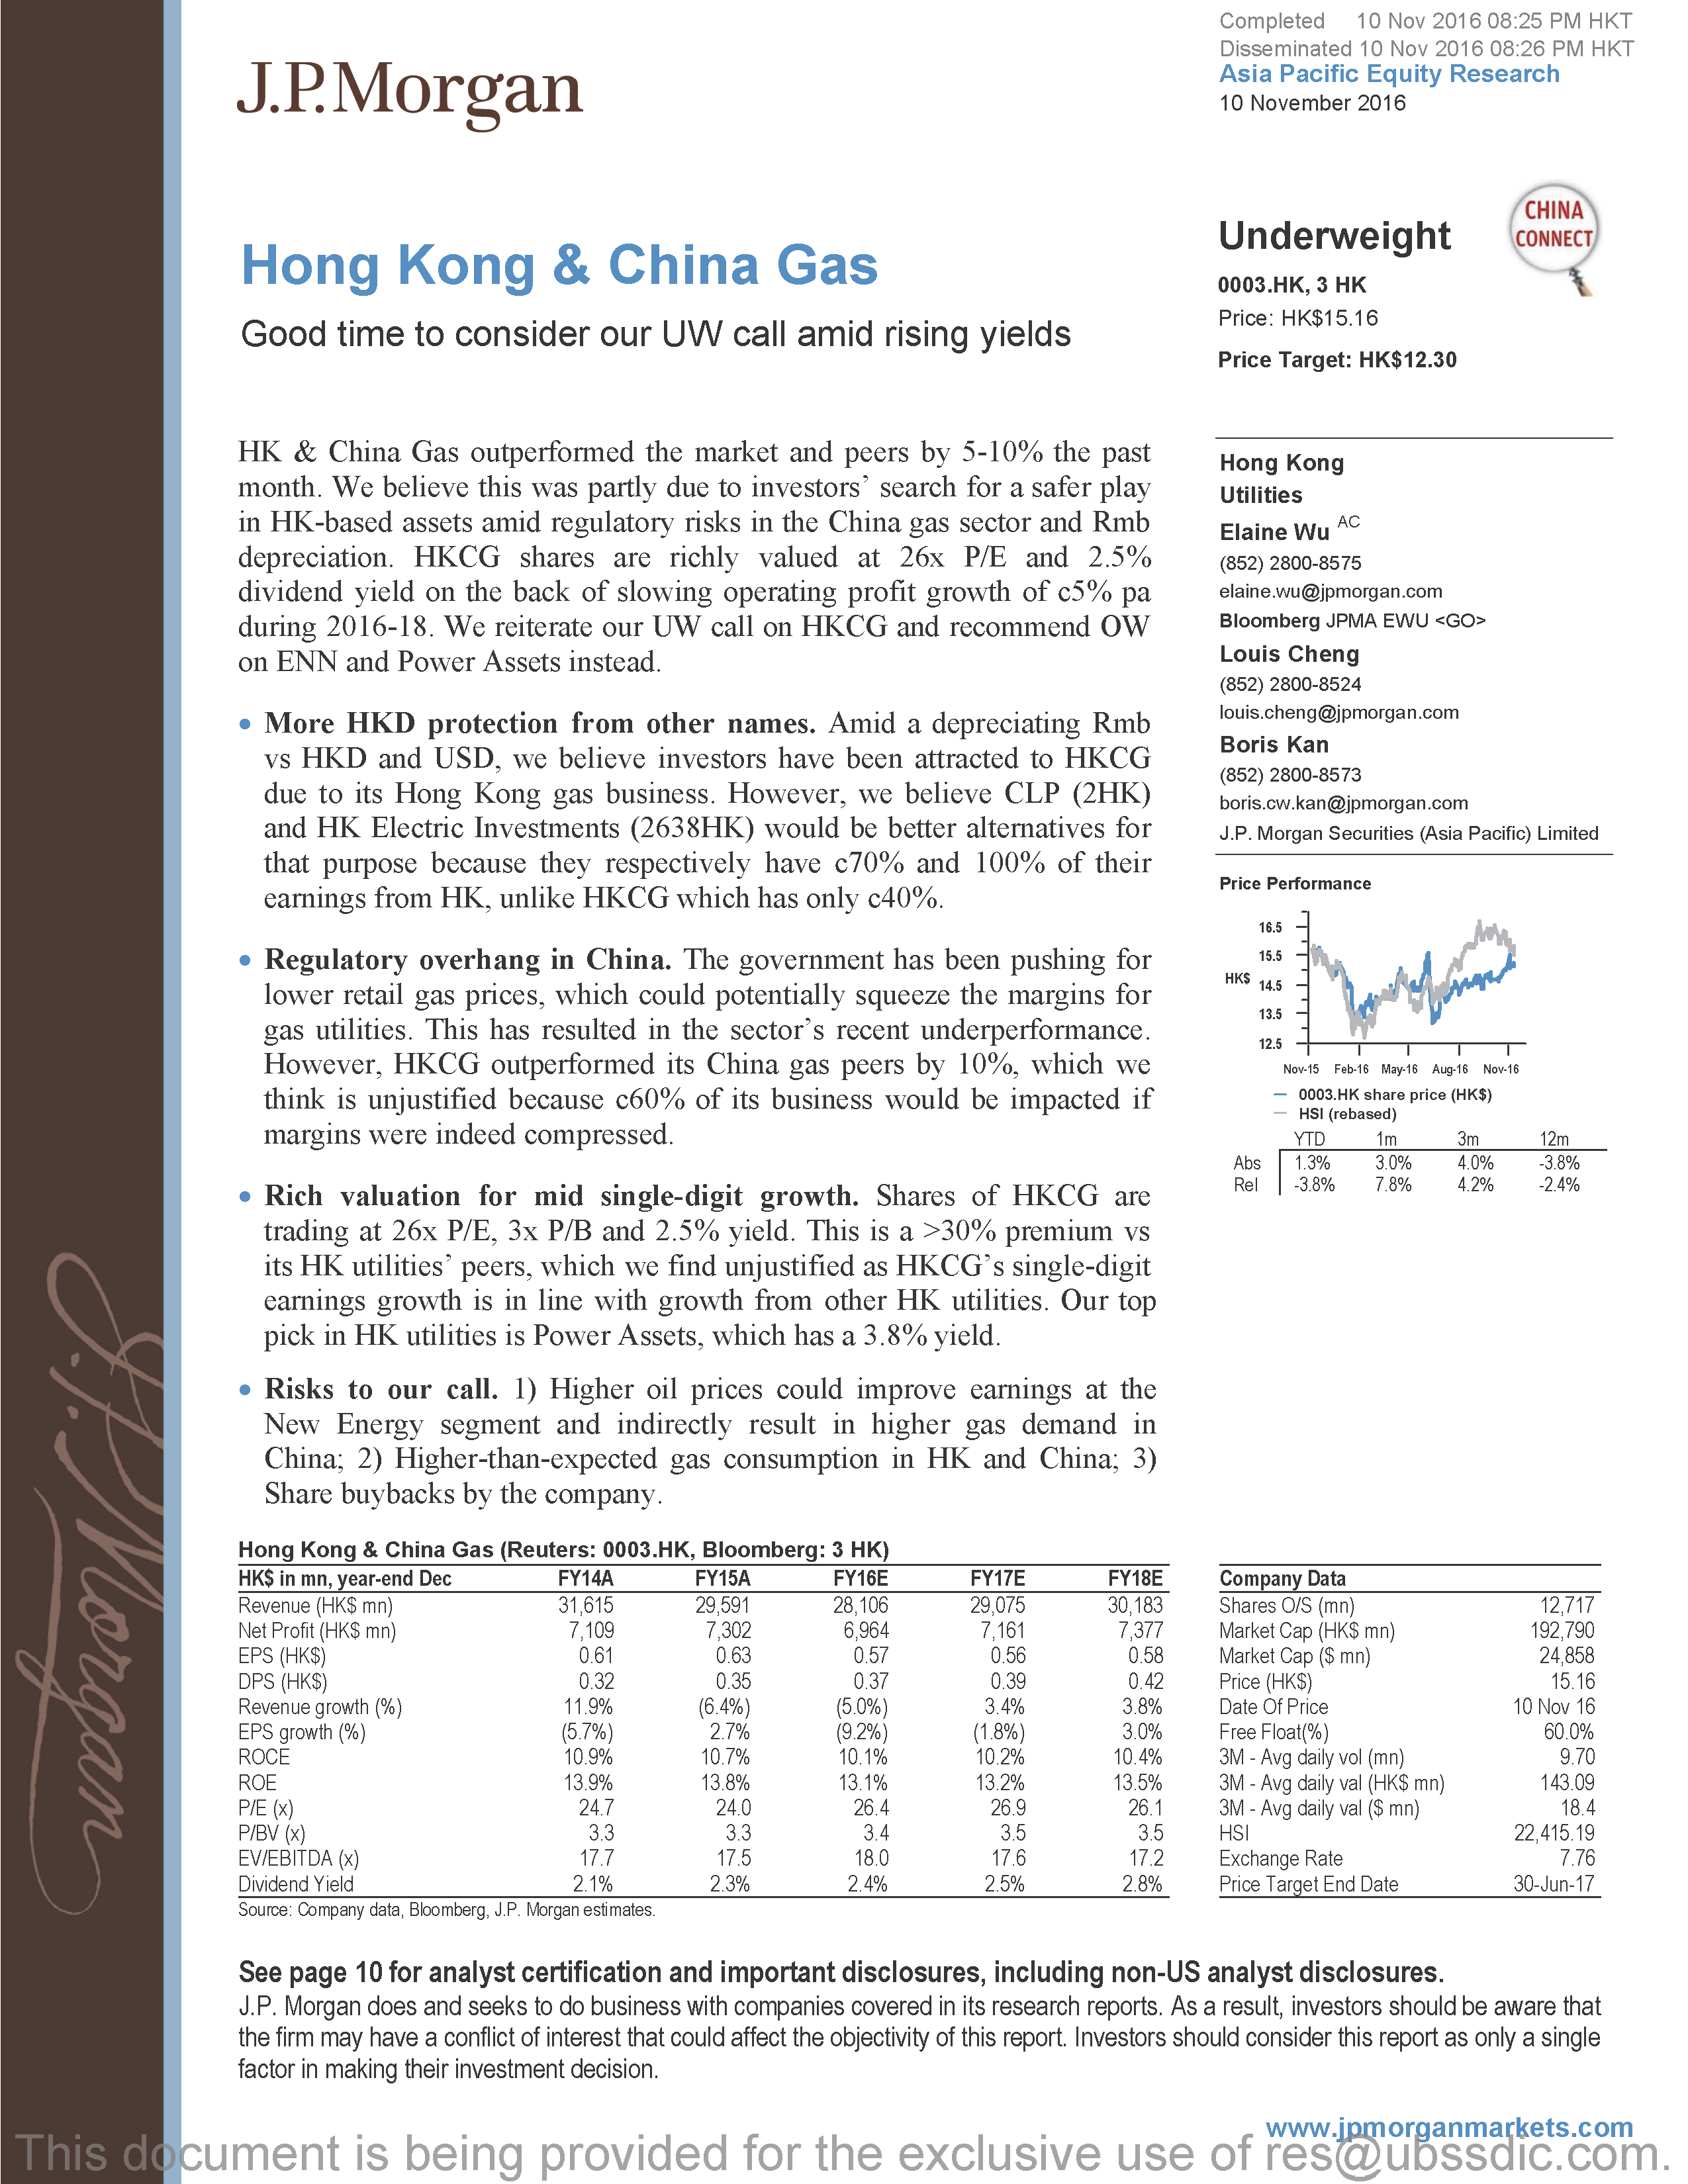 Completed 10 Nov 2016 08:25 PM HKT
Disseminated 10 Nov 2016 08:26 PM HKT
Asia Pacific Equity Research
10 November 2016
J.P.Morgan
Hong Kong & China Gas
Good time to consider our UW call amid rising yields
Underweight
0003.HK, 3 HK
Price: HK$15.16
Price Target: HK$12.30
CHINA
CONNECT
HK & China Gas outperformed the market and peers by 5-10% the past
month. We believe this was partly due to investors' search for a safer play
in HK-based assets amid regulatory risks in the China gas sector and Rmb
depreciation. HKCG shares are richly valued at 26x P/E and 2.5%
dividend yield on the back of slowing operating profit growth of c5% pa
during 2016-18. We reiterate our UW call on HKCG and recommend OW
on ENN and Power Assets instead.
• More HKD protection from other names. Amid a depreciating Rmb
vs HKD and USD, we believe investors have been attracted to HKCG
due to its Hong Kong gas business. However, we believe CLP (2HK)
and HK Electric Investments (2638HK) would be better alternatives for
that purpose because they respectively have c70% and 100% of their
earnings from HK, unlike HKCG which has only c40%.
• Regulatory overhang in China. The government has been pushing for
lower retail gas prices, which could potentially squeeze the margins for
gas utilities. This has resulted in the sector's recent underperformance.
However, HKCG outperformed its China gas peers by 10%, which we
think is unjustified because c60% of its business would be impacted if
margins were indeed compressed.
• Rich valuation for mid single-digit growth. Shares of HKCG are
trading at 26x P/E, 3x P/B and 2.5% yield. This is a >30% premium vs
its HK utilities' peers, which we find unjustified as HKCG's single-digit
earnings growth is in line with growth from other HK utilities. Our top
pick in HK utilities is Power Assets, which has a 3.8% yield.
• Risks to our call. 1) Higher oil prices could improve earnings at the
New Energy segment and indirectly result in higher gas demand in
China; 2) Higher-than-expected gas consumption in HK and China; 3)
Share buybacks by the company.
Hong Kong
Utilities
Elaine Wu AC
(852) 2800-8575
elaine.wu@jpmorgan.com
Bloomberg JPMA EWU <GO>
Louis Cheng
(852) 2800-8524
louis.cheng@jpmorgan.com
Boris Kan
(852) 2800-8573
boris.cw.kan@jpmorgan.com
J.P. Morgan Securities (Asia Pacific) Limited
Price Performance
16.5
15.5
HK$
14.5
13.5
12.5
Nov-15 Feb-16 May-16 Aug-16 Nov-16
0003.HK share price (HK$)
HSI (rebased)
YTD 1m 3m 12m
Abs 1.3% 3.0% 4.0% -3.8%
Rel -3.8% 7.8% 4.2% -2.4%
Hong Kong & China Gas (Reuters: 0003.HK, Bloomberg: 3 HK)
HK$ in mn, year-end Dec FY14A FY15A FY16E FY17E FY18E
Revenue (HK$ mn) 31,615 29,591 28,106 29,075 30,183
Net Profit (HK$ mn) 7,109 7,302 6,964 7,161 7,377
EPS (HK$) 0.61 0.63 0.57 0.56 0.58
DPS (HK$) 0.32 0.35 0.37 0.39 0.42
Revenue growth (%) 11.9% (6.4%) (5.0%) 3.4% 3.8%
EPS growth (%) (5.7%) 2.7% (9.2%) (1.8%) 3.0%
ROCE 10.9% 10.7% 10.1% 10.2% 10.4%
ROE 13.9% 13.8% 13.1% 13.2% 13.5%
P/E (x) 24.7 24.0 26.4 26.9 26.1
P/BV (x) 3.3 3.3 3.4 3.5 3.5
EV/EBITDA (x) 17.7 17.5 18.0 17.6 17.2
Dividend Yield 2.1% 2.3% 2.4% 2.5% 2.8%
Source: Company data, Bloomberg, J.P. Morgan estimates.
Company Data
Shares O/S (mn) 12,717
Market Cap (HK$ mn) 192,790
Market Cap ($ mn) 24,858
Price (HK$) 15.16
Date Of Price 10 Nov 16
Free Float(%) 60.0%
3M - Avg daily vol (mn) 9.70
3M - Avg daily val (HK$ mn) 143.09
3M - Avg daily val ($ mn) 18.4
HSI 22,415.19
Exchange Rate 7.76
Price Target End Date 30-Jun-17
J.P. Morgan
See page 10 for analyst certification and important disclosures, including non-US analyst disclosures.
J.P. Morgan does and seeks to do business with companies covered in its research reports. As a result, investors should be aware that
the firm may have a conflict of interest that could affect the objectivity of this report. Investors should consider this report as only a single
factor in making their investment decision.
www.jpmorganmarkets.com
This document is being provided for the exclusive use of res@ubssdic.com.